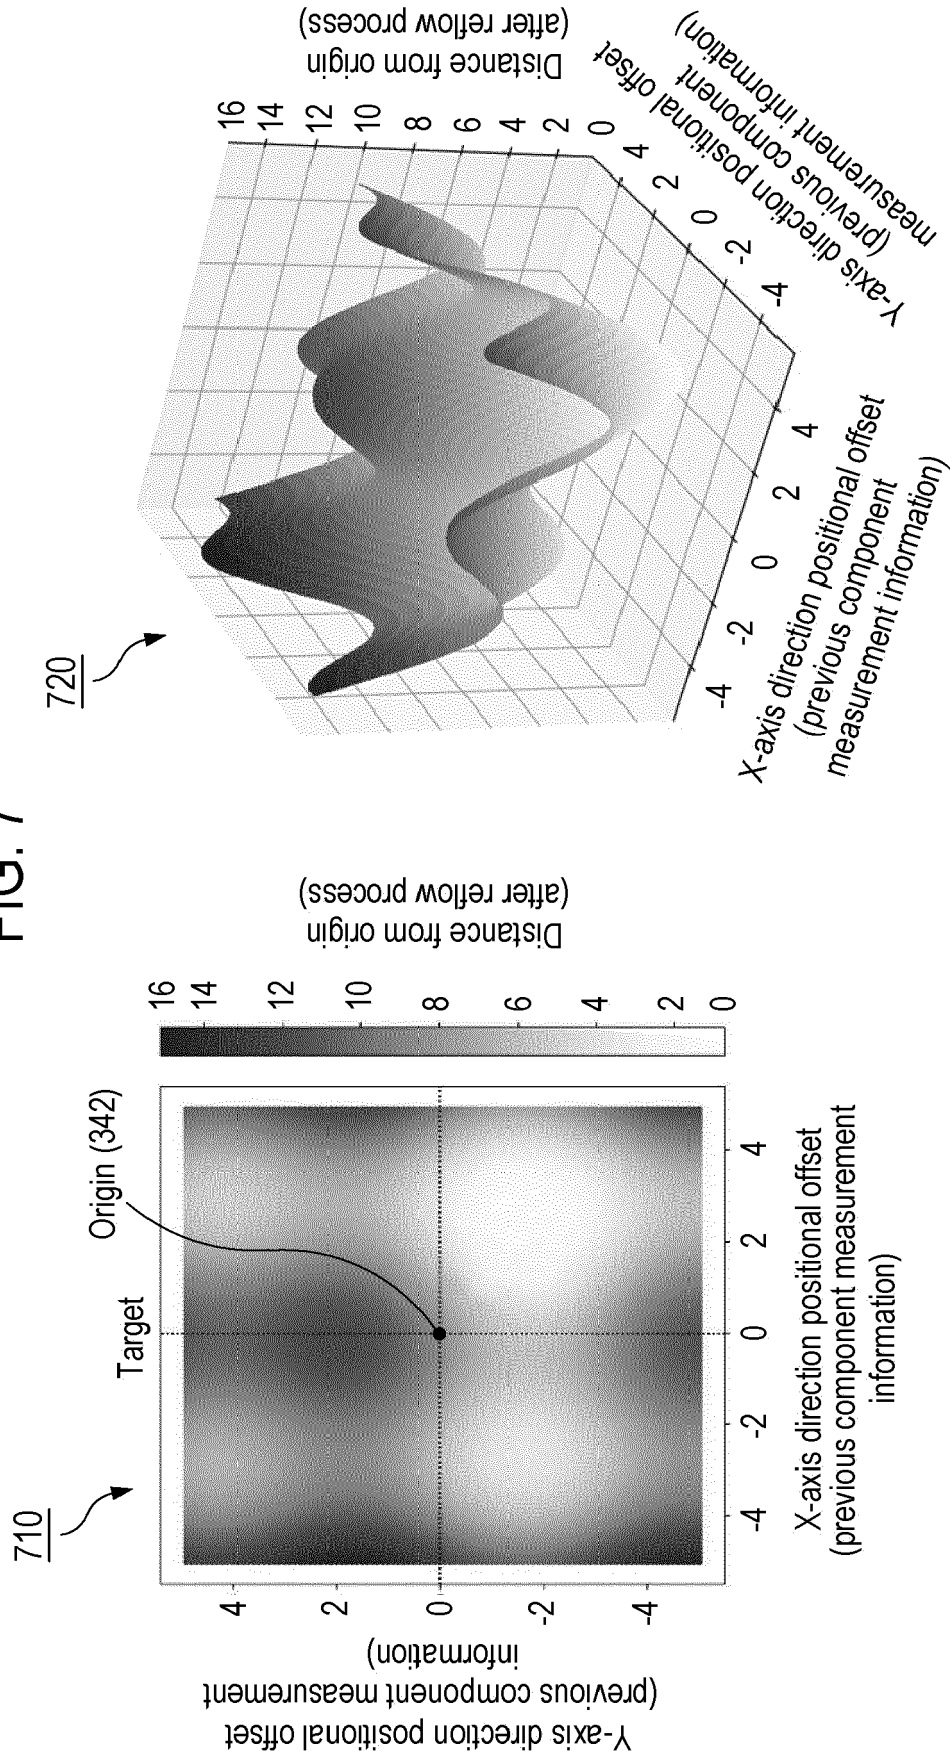 FIG. 7
710
Target
Origin (342)
Y-axis direction positional offset
(previous component measurement
information)
4
2
0
-2
-4
-4
-2
0
2
4
X-axis direction positional offset
(previous component measurement
information)
16
14
12
10
8
6
4
2
0
Distance from origin
(after reflow process)
720
-4
-2
0
2
4
X-axis direction positional offset
(previous component
measurement information)
-4
-2
0
2
4
Y-axis direction positional offset
(previous component
measurement information)
16
14
12
10
8
6
4
2
0
Distance from origin
(after reflow process)